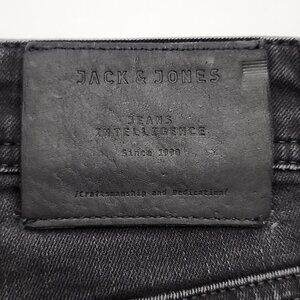 JACK & JONES
JEANS
INTELLIGENCE
Since 1990
/Craftsmanship and Dedication/